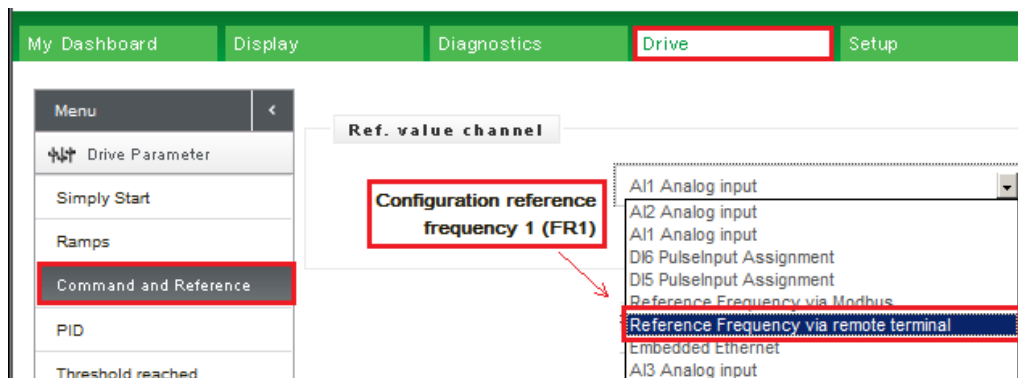 My Dashboard
Display
Diagnostics
Drive
Setup
Menu
Drive Parameter
Simply Start
Ramps
Command and Reference
PID
Threshold reached
Ref. value channel
Configuration reference
frequency 1 (FR1)
AI1 Analog input
AI2 Analog input
AI1 Analog input
DI6 PulseInput Assignment
DI5 PulseInput Assignment
Reference Frequency via Modbus
Reference Frequency via remote terminal
Embedded Ethernet
AI3 Analog input